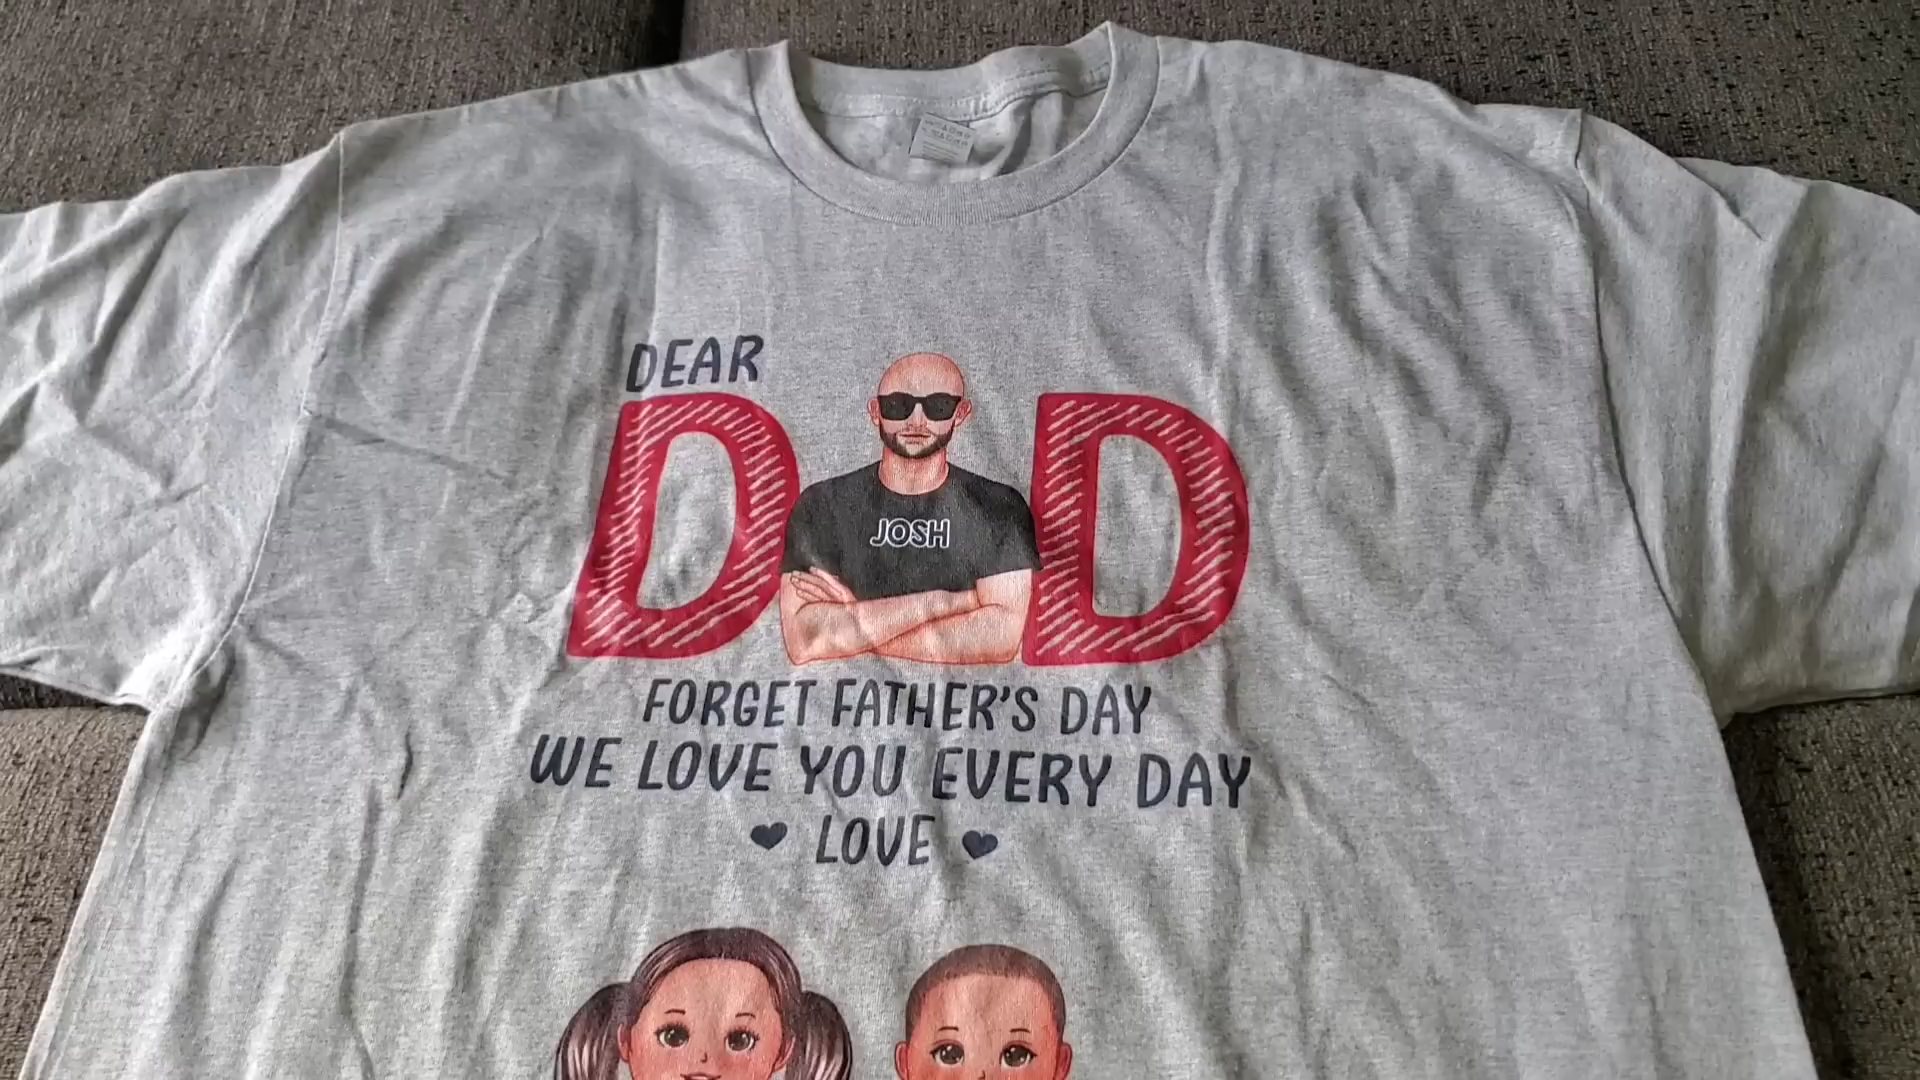 DEAR
DAD
JOSH
FORGET FATHER'S DAY
WE LOVE YOU EVERY DAY
LOVE